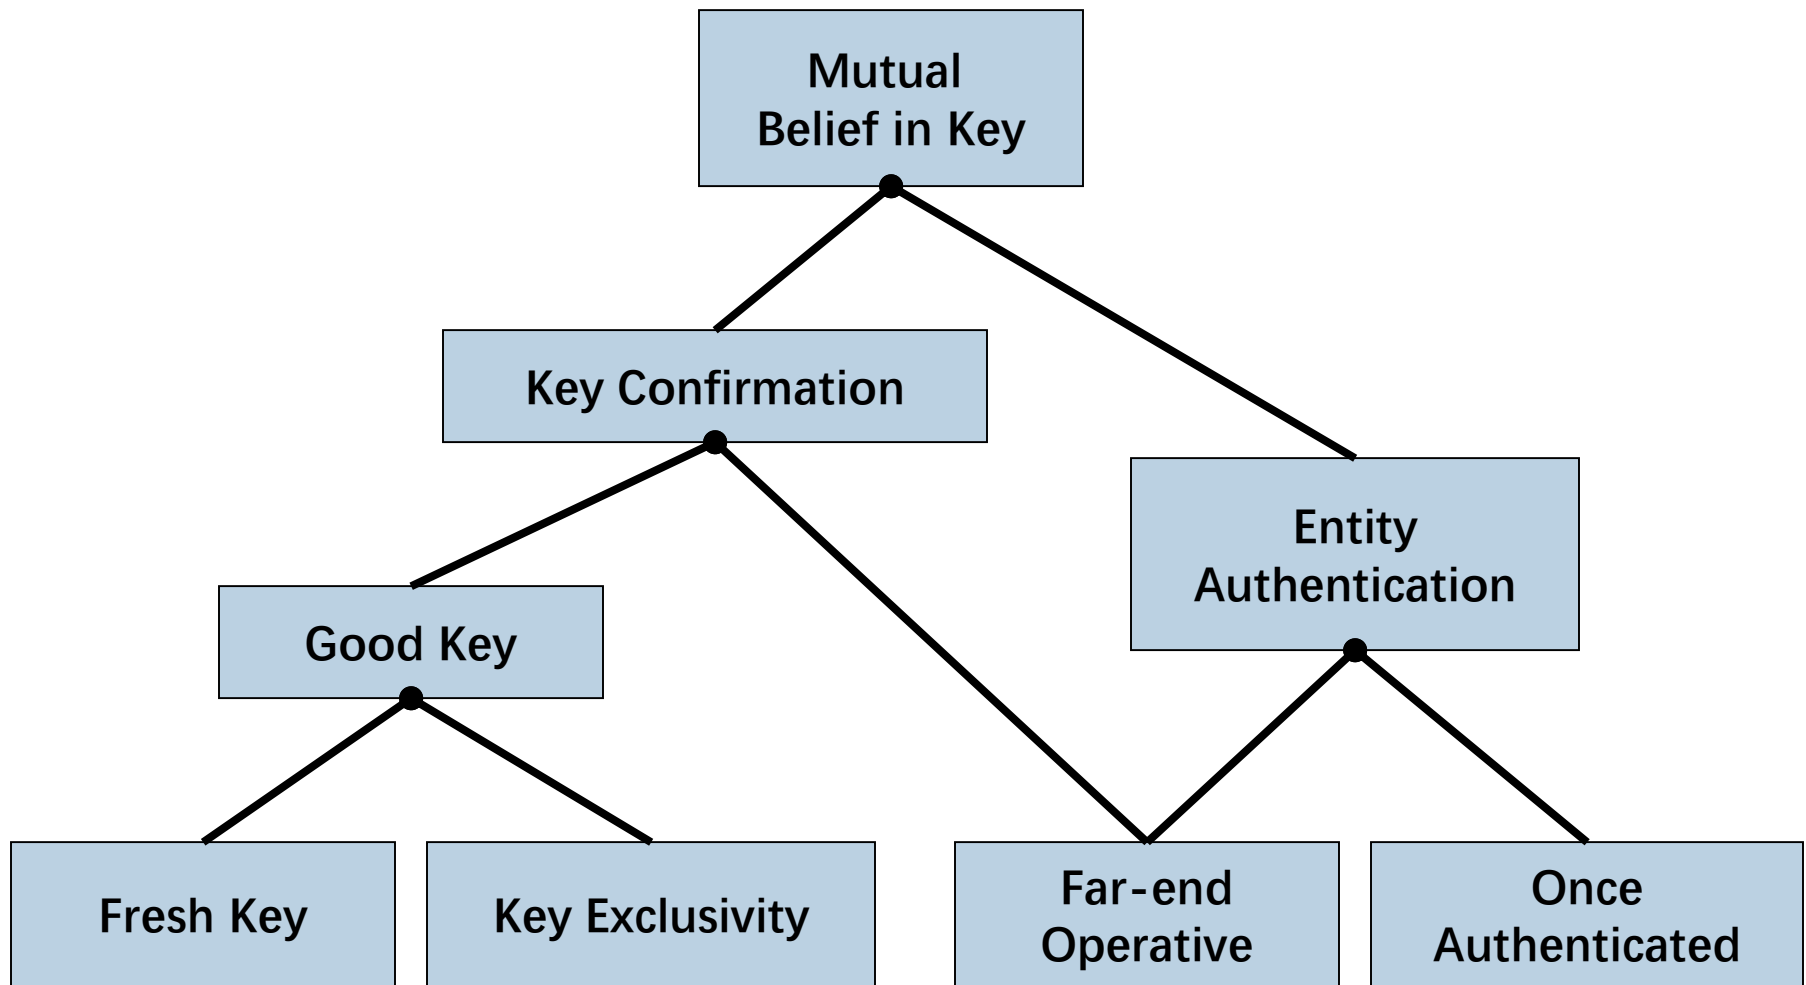 Mutual
Belief in Key
Key Confirmation
Entity
Authentication
Good Key
Fresh Key
Key Exclusivity
Far-end
Operative
Once
Authenticated